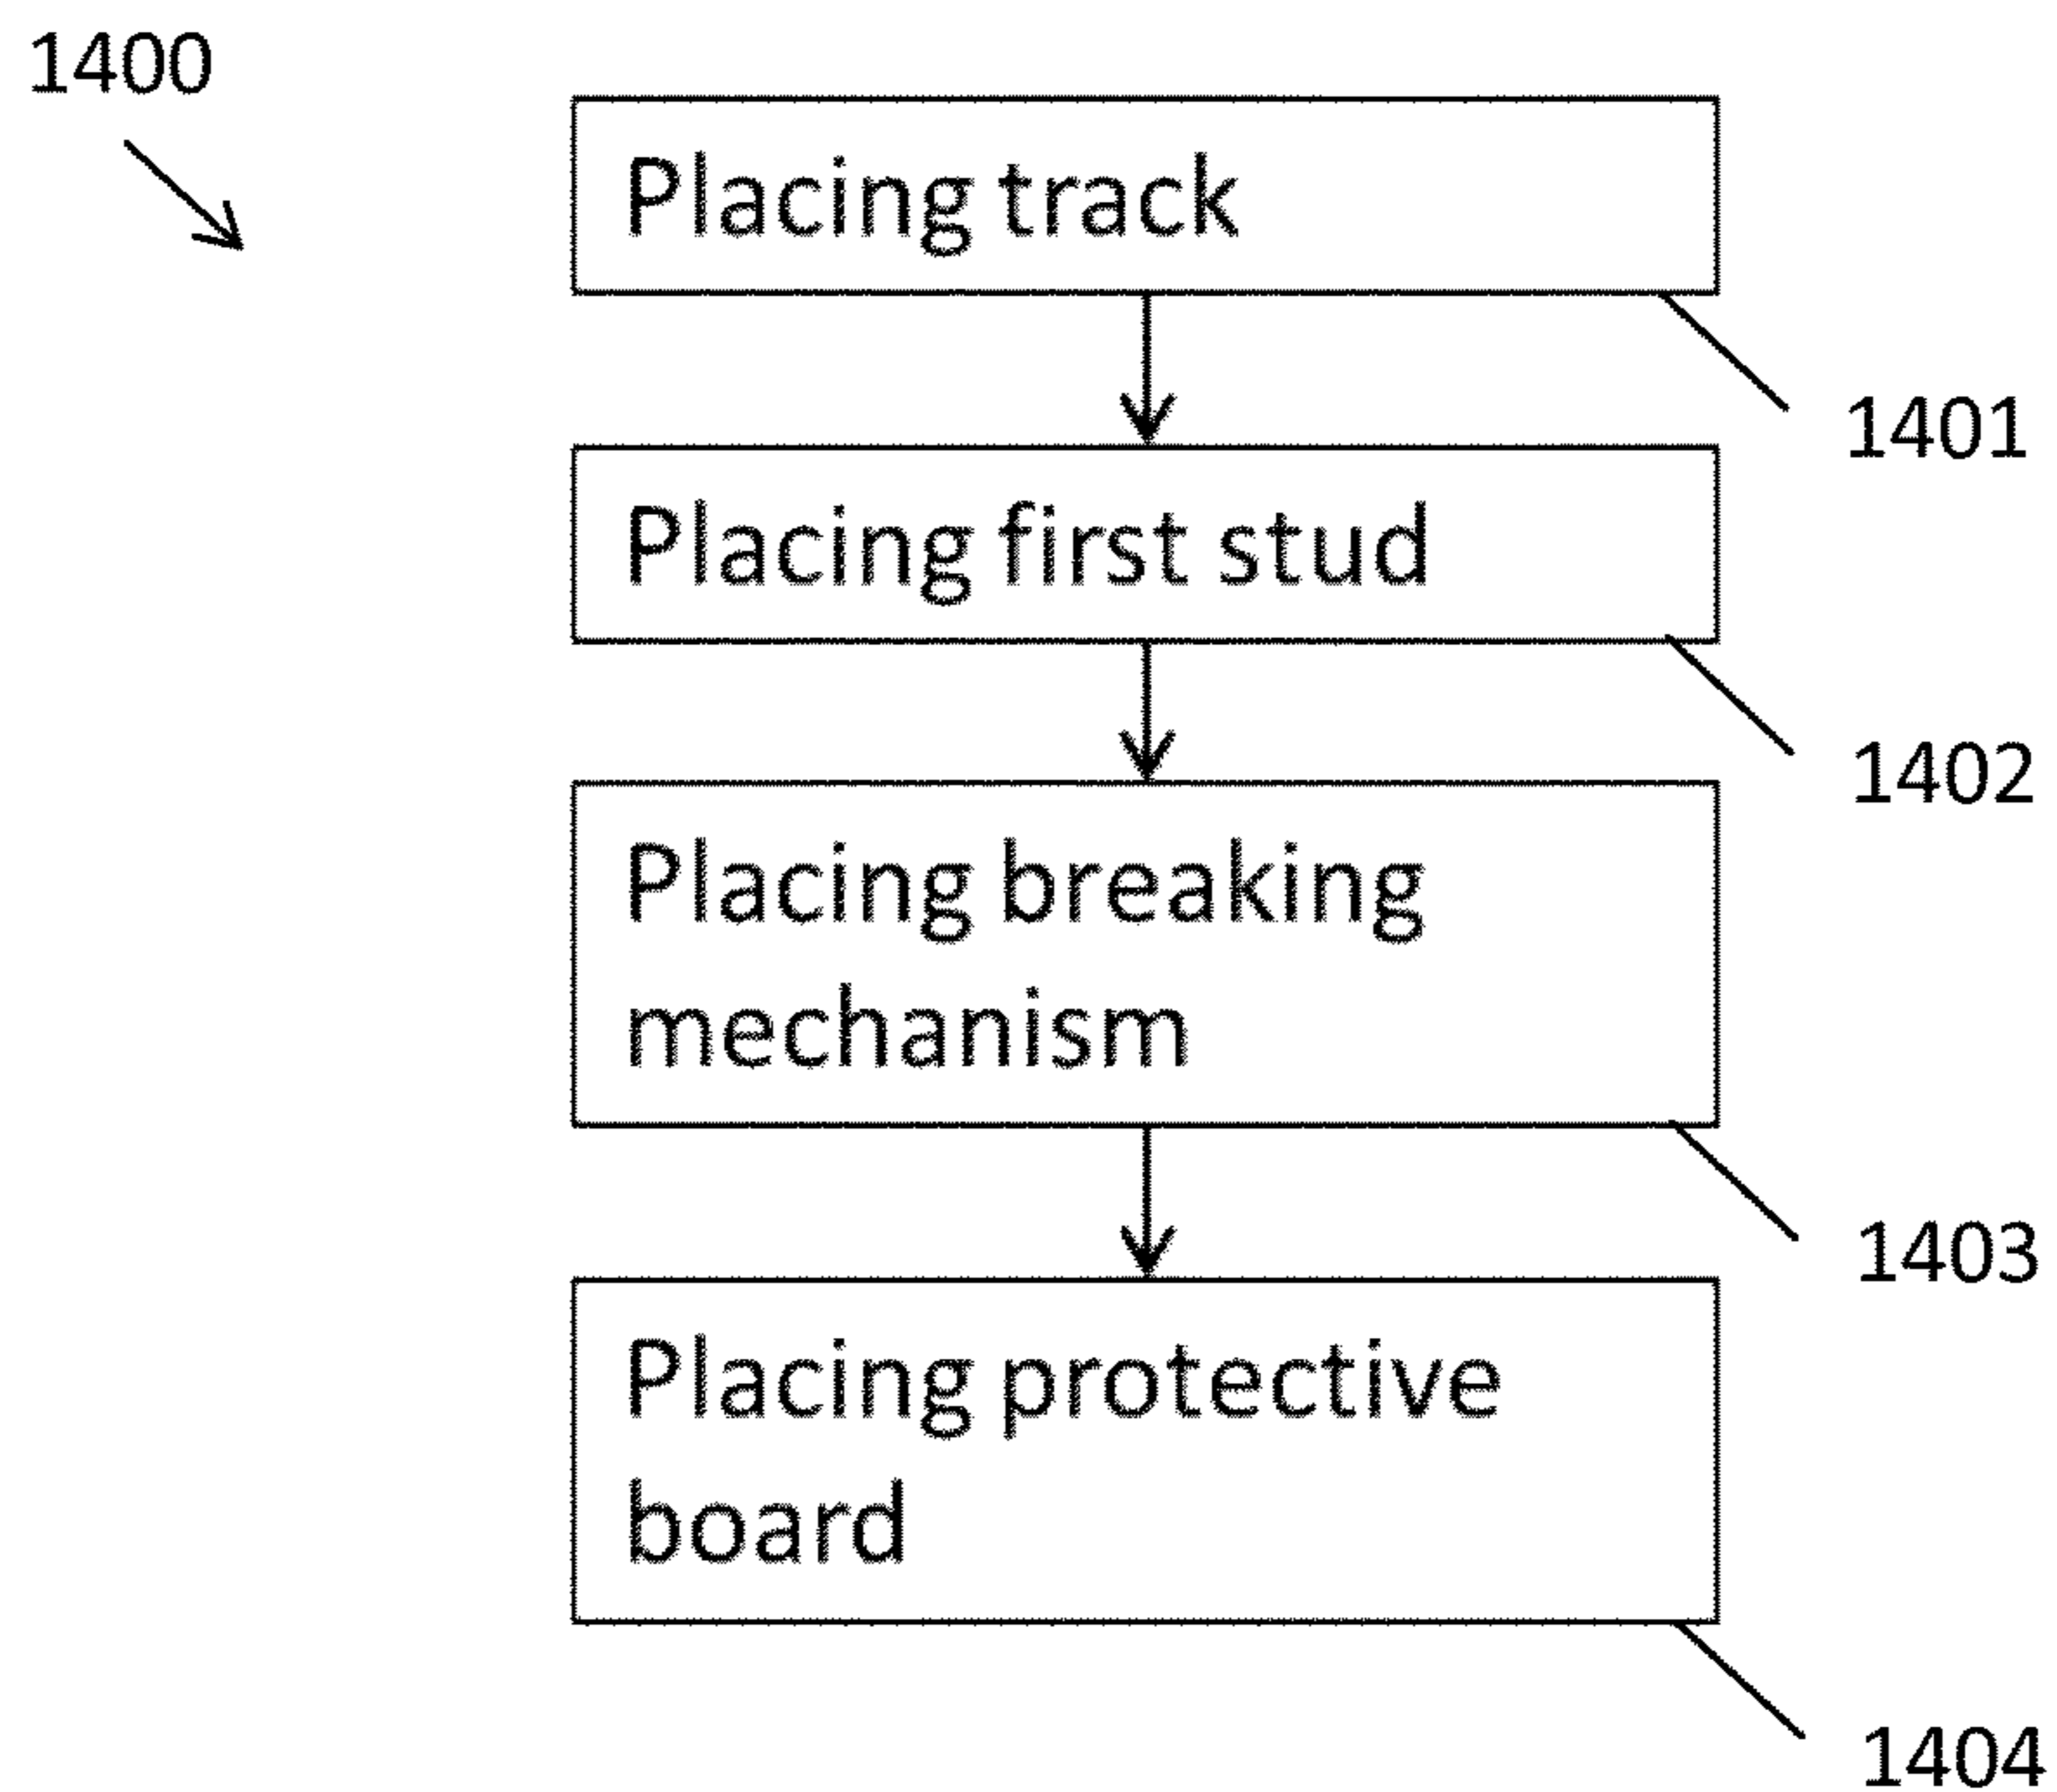 1400
Placing track
1401
Placing first stud
1402
Placing breaking
mechanism
1403
Placing protective
board
1404